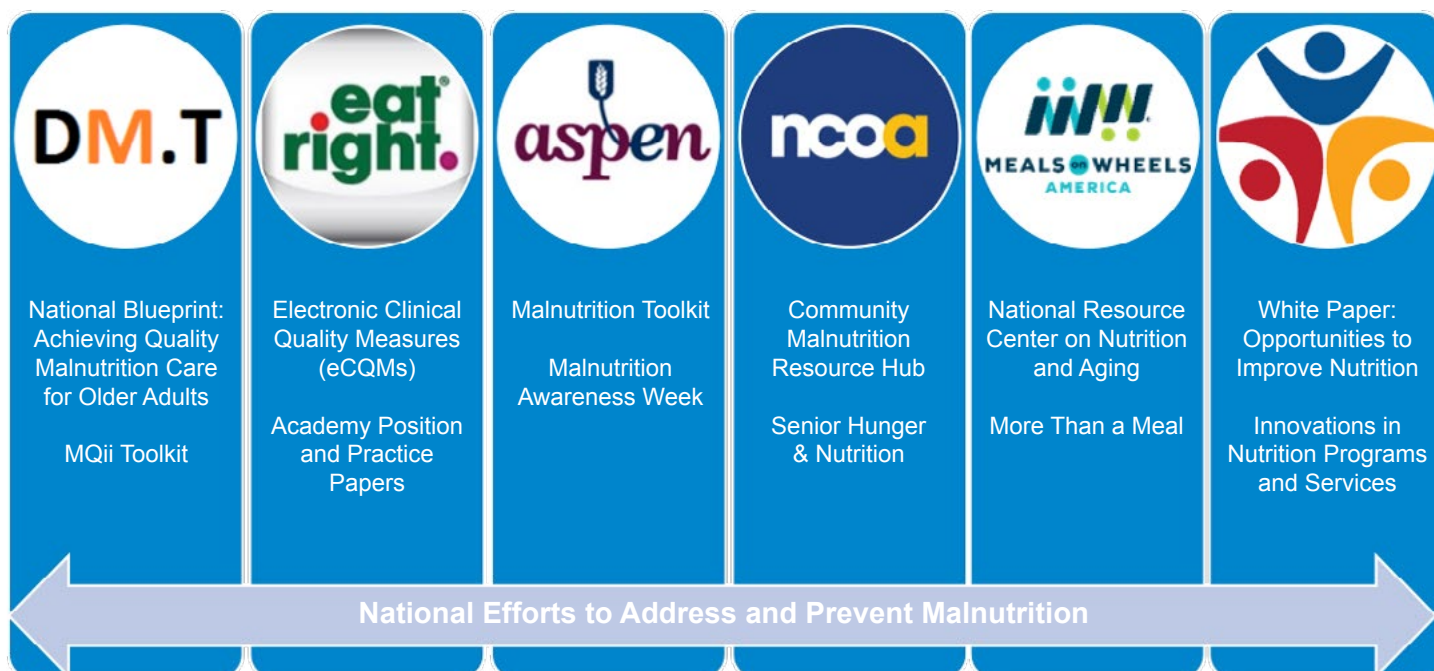 DM.T
National Blueprint:
Achieving Quality
Malnutrition Care
for Older Adults
MQii Toolkit
eat®
right.
Electronic Clinical
Quality Measures
(eCQMs)
Academy Position
and Practice
Papers
aspen
Malnutrition Toolkit
Malnutrition
Awareness Week
ncoa
Community
Malnutrition
Resource Hub
Senior Hunger
& Nutrition
MEALS on WHEELS
AMERICA
National Resource
Center on Nutrition
and Aging
More Than a Meal
White Paper:
Opportunities to
Improve Nutrition
Innovations in
Nutrition Programs
and Services
National Efforts to Address and Prevent Malnutrition